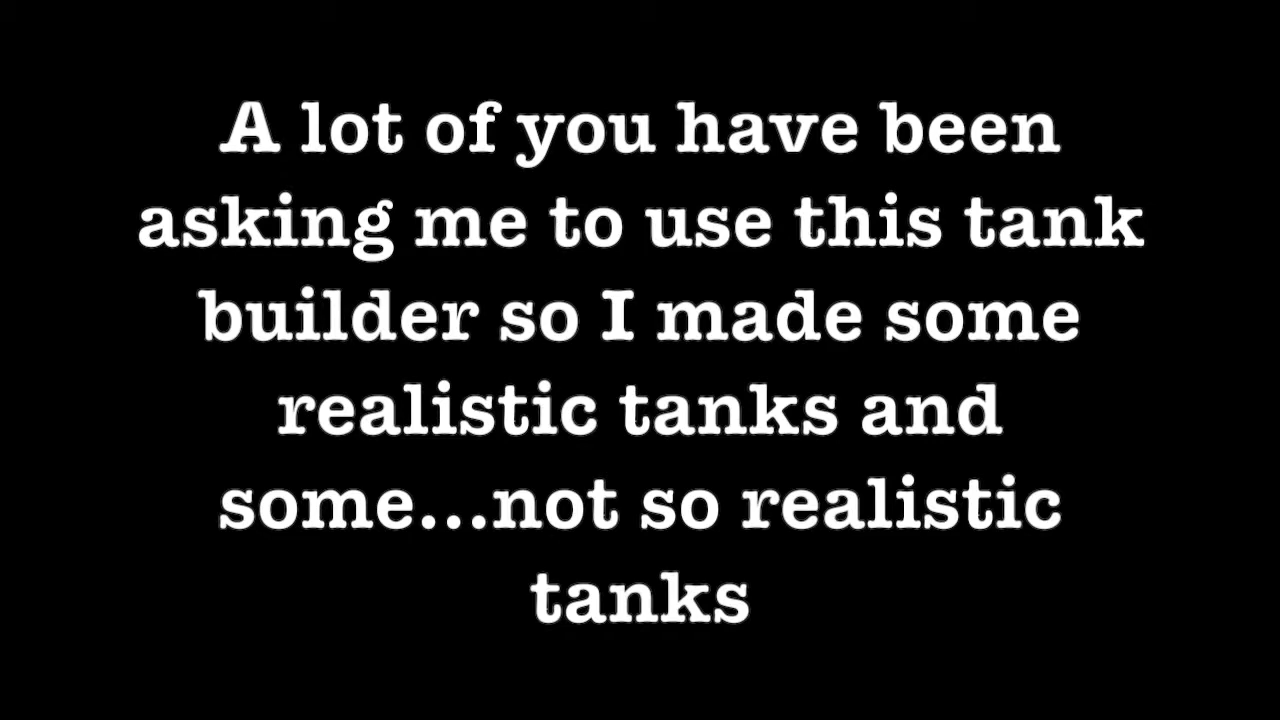 A lot of you have been
asking me to use this tank
builder so I made some
realistic tanks and
some...not so realistic
tanks